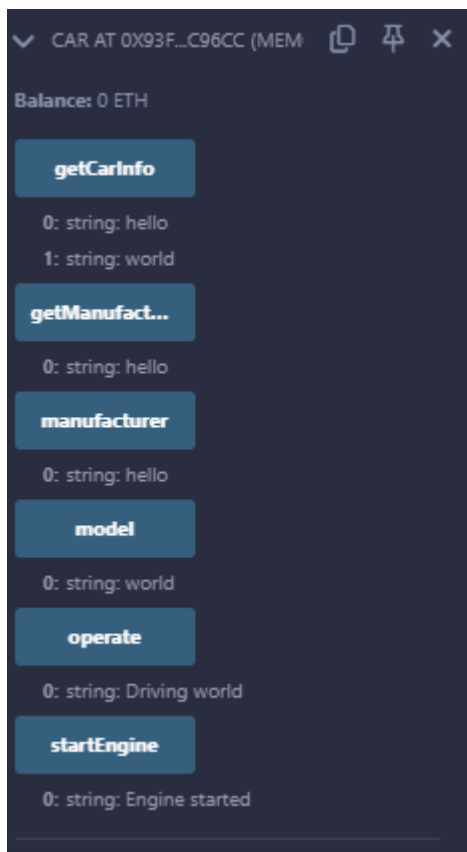 CAR AT 0X93F...C96CC (MEM
Balance: 0 ETH
getCarInfo
0: string: hello
1: string: world
getManufact...
0: string: hello
manufacturer
0: string: hello
model
0: string: world
operate
0: string: Driving world
startEngine
0: string: Engine started